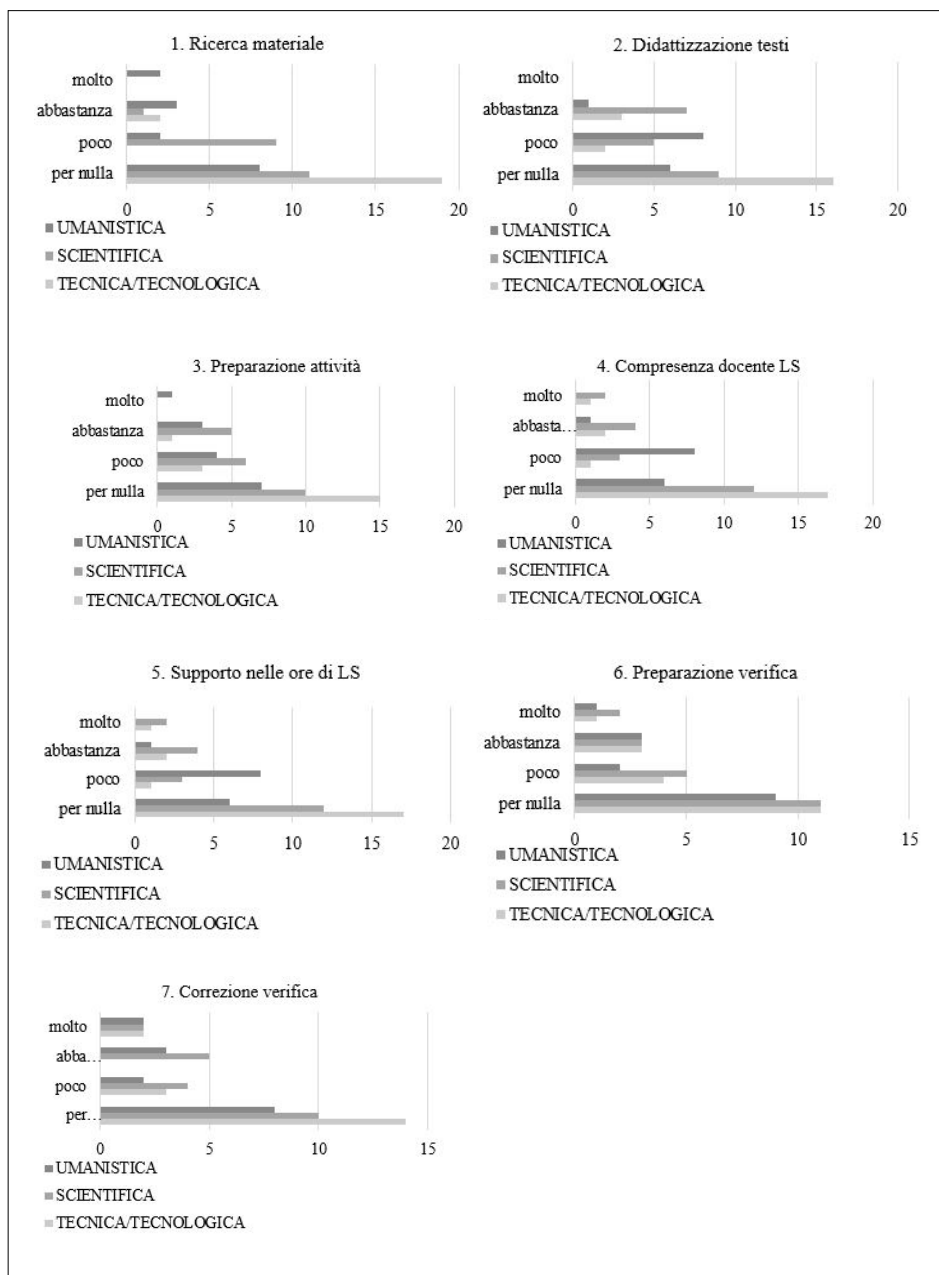 1. Ricerca materiale
molto
abbastanza
poco
per nulla
0 5 10 15 20
UMANISTICA
SCIENTIFICA
TECNICA/TECNOLOGICA
2. Didattizzazione testi
molto
abbastanza
poco
per nulla
0 5 10 15 20
UMANISTICA
SCIENTIFICA
TECNICA/TECNOLOGICA
3. Preparazione attività
molto
abbastanza
poco
per nulla
0 5 10 15 20
UMANISTICA
SCIENTIFICA
TECNICA/TECNOLOGICA
4. Compresenza docente LS
molto
abbasta...
poco
per nulla
0 5 10 15 20
UMANISTICA
SCIENTIFICA
TECNICA/TECNOLOGICA
5. Supporto nelle ore di LS
molto
abbastanza
poco
per nulla
0 5 10 15 20
UMANISTICA
SCIENTIFICA
TECNICA/TECNOLOGICA
6. Preparazione verifica
molto
abbastanza
poco
per nulla
0 5 10 15
UMANISTICA
SCIENTIFICA
TECNICA/TECNOLOGICA
7. Correzione verifica
molto
abba...
poco
per...
0 5 10 15
UMANISTICA
SCIENTIFICA
TECNICA/TECNOLOGICA